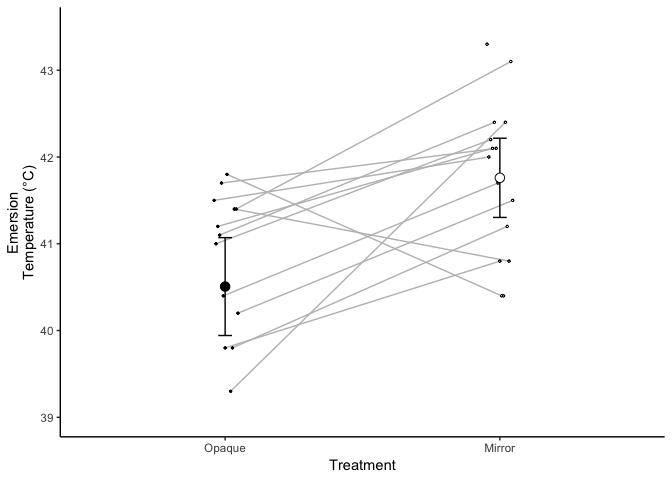 43
42
41
40
39
Emersion
Temperature (°C)
Opaque
Mirror
Treatment